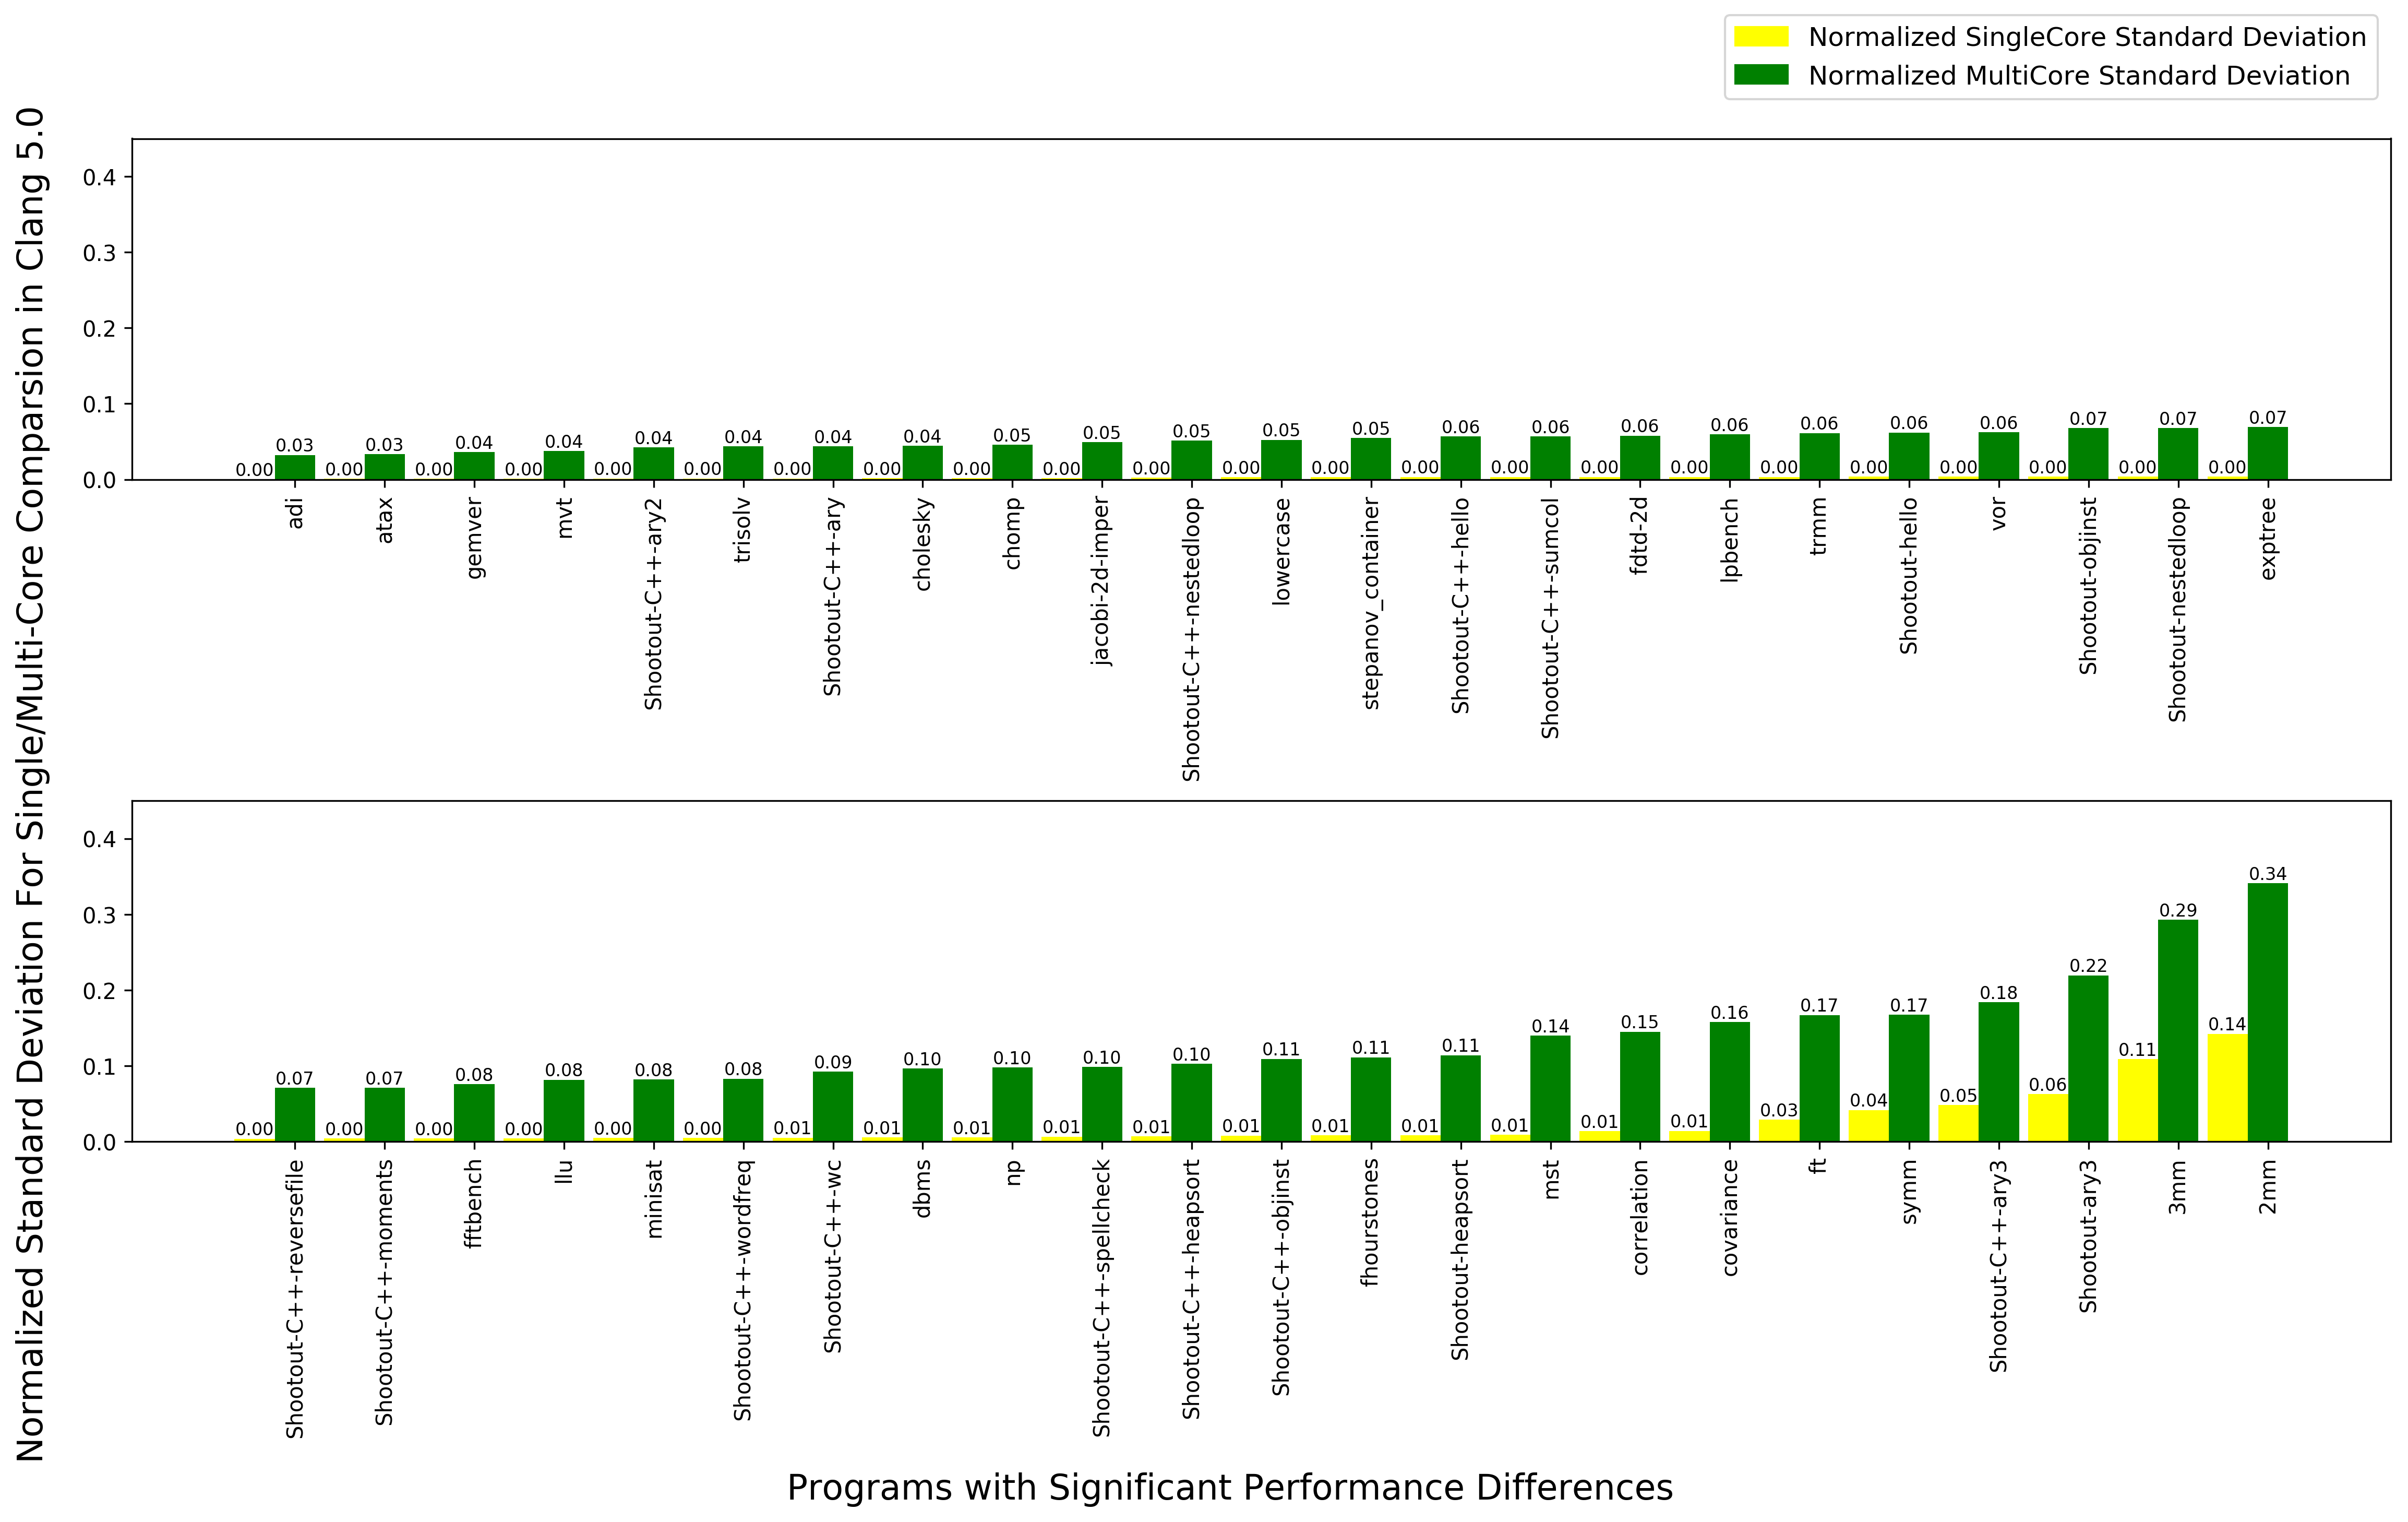 Normalized SingleCore Standard Deviation
Normalized MultiCore Standard Deviation
Normalized Standard Deviation For Single/Multi-Core Comparsion in Clang 5.0
0.4
0.3
0.2
0.1
0.0
0.00 0.03 0.00 0.03 0.00 0.04 0.00 0.04 0.00 0.04 0.00 0.04 0.00 0.04 0.00 0.04 0.00 0.05 0.00 0.05 0.00 0.05 0.00 0.05 0.00 0.05 0.00 0.06 0.00 0.06 0.00 0.06 0.00 0.06 0.00 0.06 0.00 0.06 0.00 0.06 0.00 0.07 0.00 0.07 0.00 0.07
adi
atax
gemver
mvt
Shootout-C++-ary2
trisolv
Shootout-C++-ary
cholesky
chomp
jacobi-2d-imper
Shootout-C++-nestedloop
lowercase
stepanov_container
Shootout-C++-hello
Shootout-C++-sumcol
fdtd-2d
lpbench
trmm
Shootout-hello
vor
Shootout-objinst
Shootout-nestedloop
exptree
0.4
0.3
0.2
0.1
0.0
0.00 0.07 0.00 0.07 0.00 0.08 0.00 0.08 0.00 0.08 0.00 0.08 0.01 0.09 0.01 0.10 0.01 0.10 0.01 0.10 0.01 0.10 0.01 0.11 0.01 0.11 0.01 0.11 0.01 0.14 0.01 0.15 0.01 0.16 0.03 0.17 0.04 0.17 0.05 0.18 0.06 0.22 0.11 0.29 0.14 0.34
Shootout-C++-reversefile
Shootout-C++-moments
fftbench
llu
minisat
Shootout-C++-wordfreq
Shootout-C++-wc
dbms
np
Shootout-C++-spellcheck
Shootout-C++-heapsort
Shootout-C++-objinst
fhourstones
Shootout-heapsort
mst
correlation
covariance
ft
symm
Shootout-C++-ary3
Shootout-ary3
3mm
2mm
Programs with Significant Performance Differences